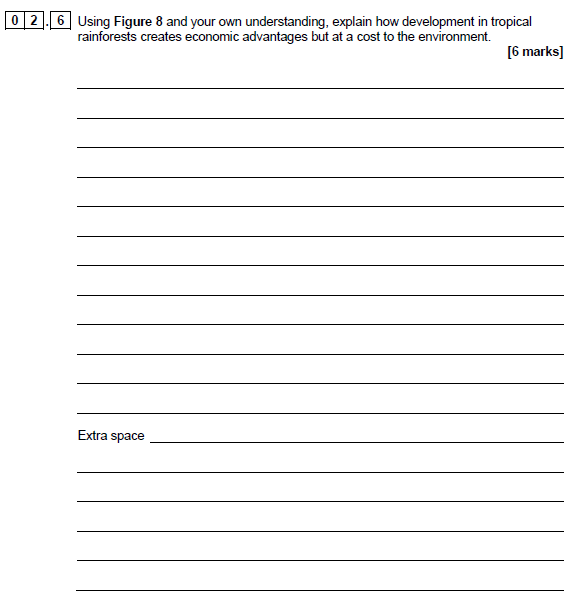 0 2 . 6 Using Figure 8 and your own understanding, explain how development in tropical
rainforests creates economic advantages but at a cost to the environment.
[6 marks]
Extra space